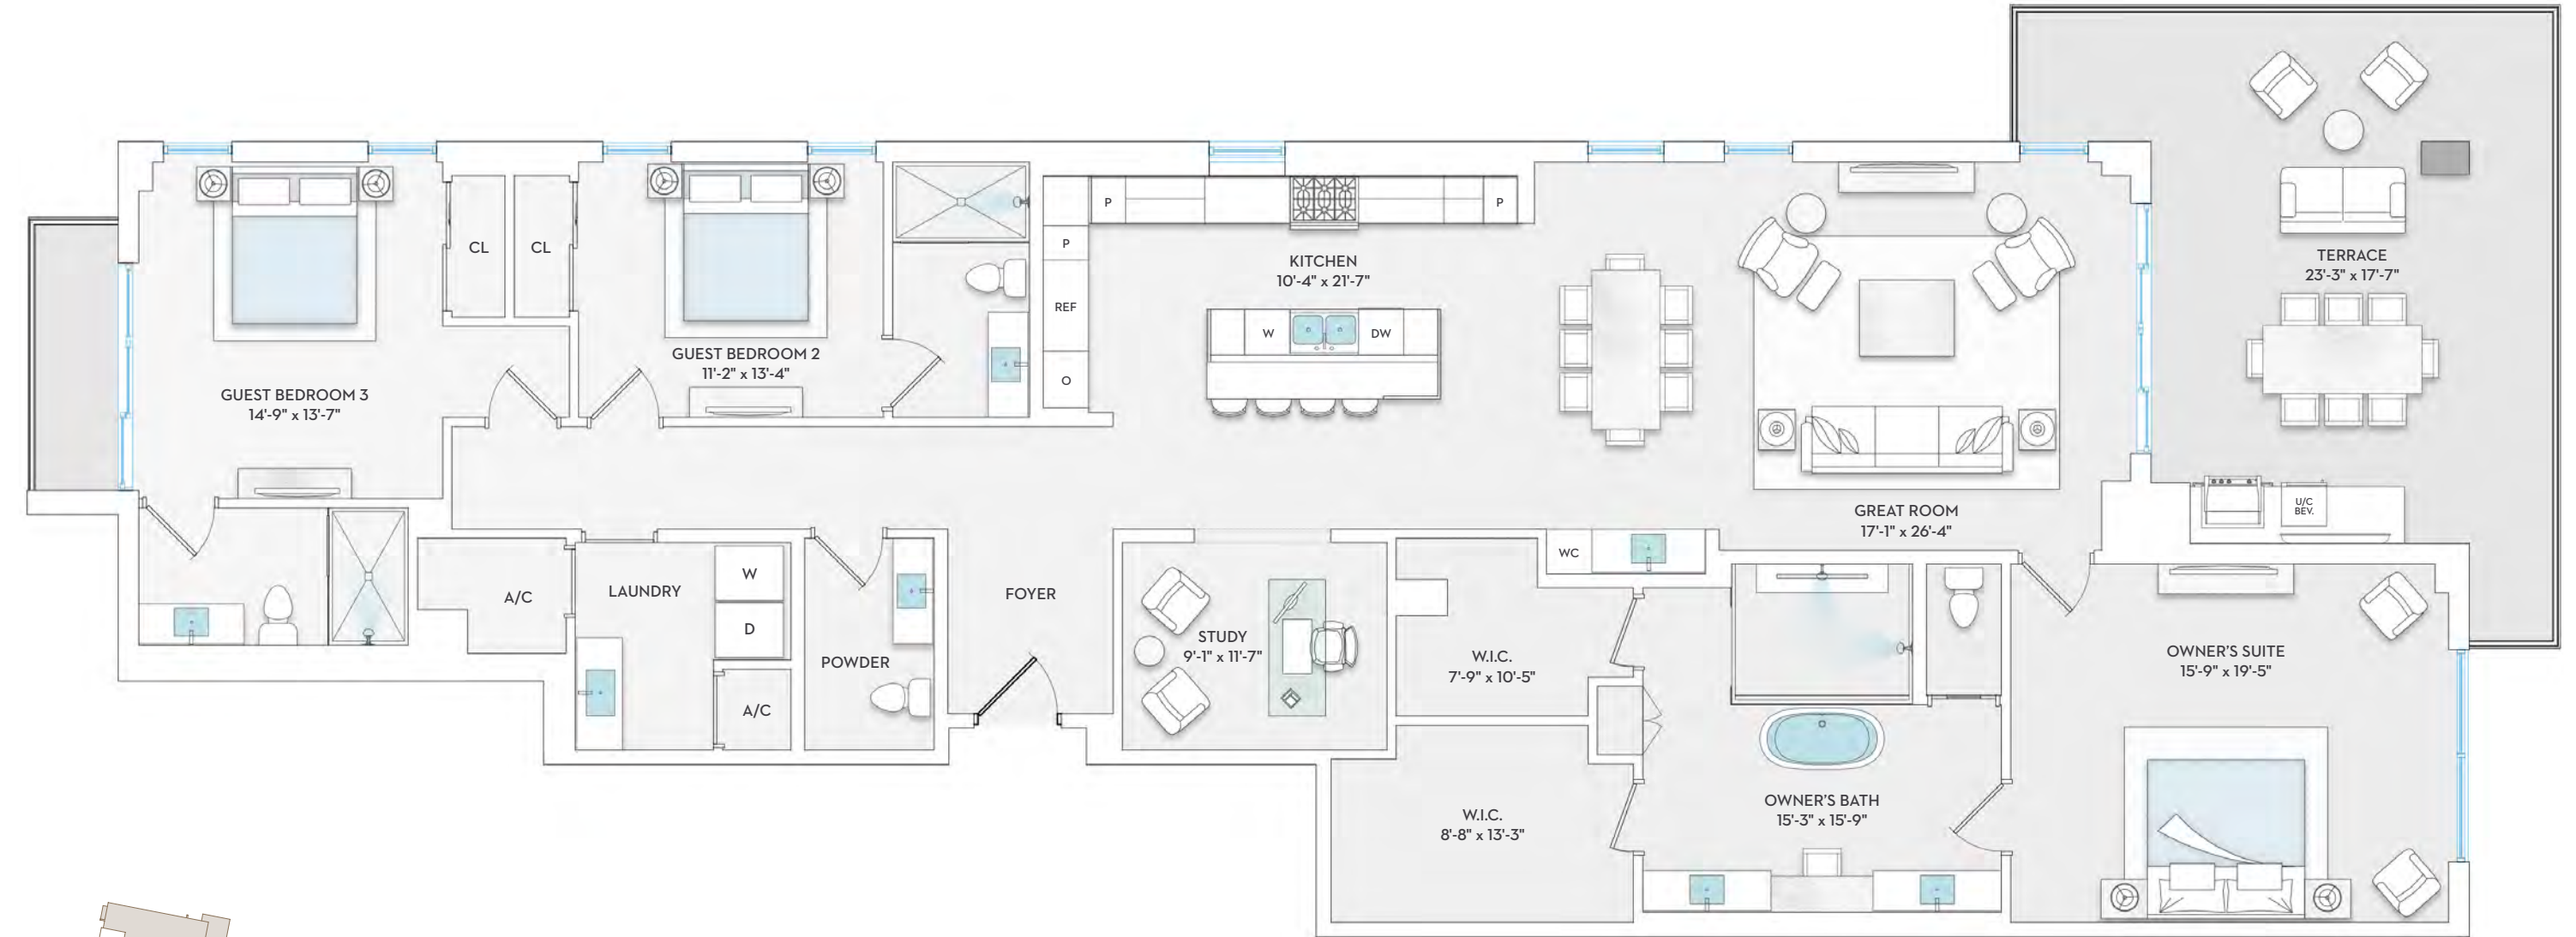 CL
CL
GUEST BEDROOM 3
14'-9" x 13'-7"
GUEST BEDROOM 2
11'-2" x 13'-4"
P
P
P
REF
O
KITCHEN
10'-4" x 21'-7"
W
DW
GREAT ROOM
17'-1" x 26'-4"
TERRACE
23'-3" x 17'-7"
U/C
BEV.
A/C
LAUNDRY
W
D
A/C
POWDER
FOYER
STUDY
9'-1" x 11'-7"
WC
W.I.C.
7'-9" x 10'-5"
W.I.C.
8'-8" x 13'-3"
OWNER'S BATH
15'-3" x 15'-9"
OWNER'S SUITE
15'-9" x 19'-5"